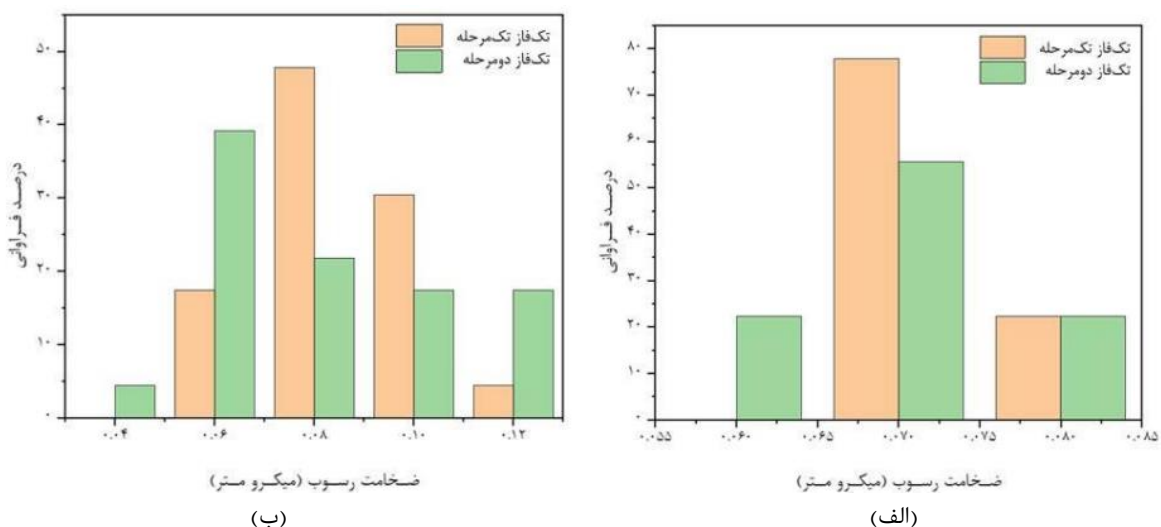 تک‌فاز تک‌مرحله
تک‌فاز دومرحله
درصد فراوانی
۸۰
۷۰
۶۰
۵۰
۴۰
۳۰
۲۰
۱۰
۰
۰.۰۵۵ ۰.۰۶۰ ۰.۰۶۵ ۰.۰۷۰ ۰.۰۷۵ ۰.۰۸۰ ۰.۰۸۵
ضخامت رسوب (میکرو متر)
(الف)
تک‌فاز تک‌مرحله
تک‌فاز دومرحله
درصد فراوانی
۵۰
۴۰
۳۰
۲۰
۱۰
۰
۰.۰۴ ۰.۰۶ ۰.۰۸ ۰.۱۰ ۰.۱۲
ضخامت رسوب (میکرو متر)
(ب)